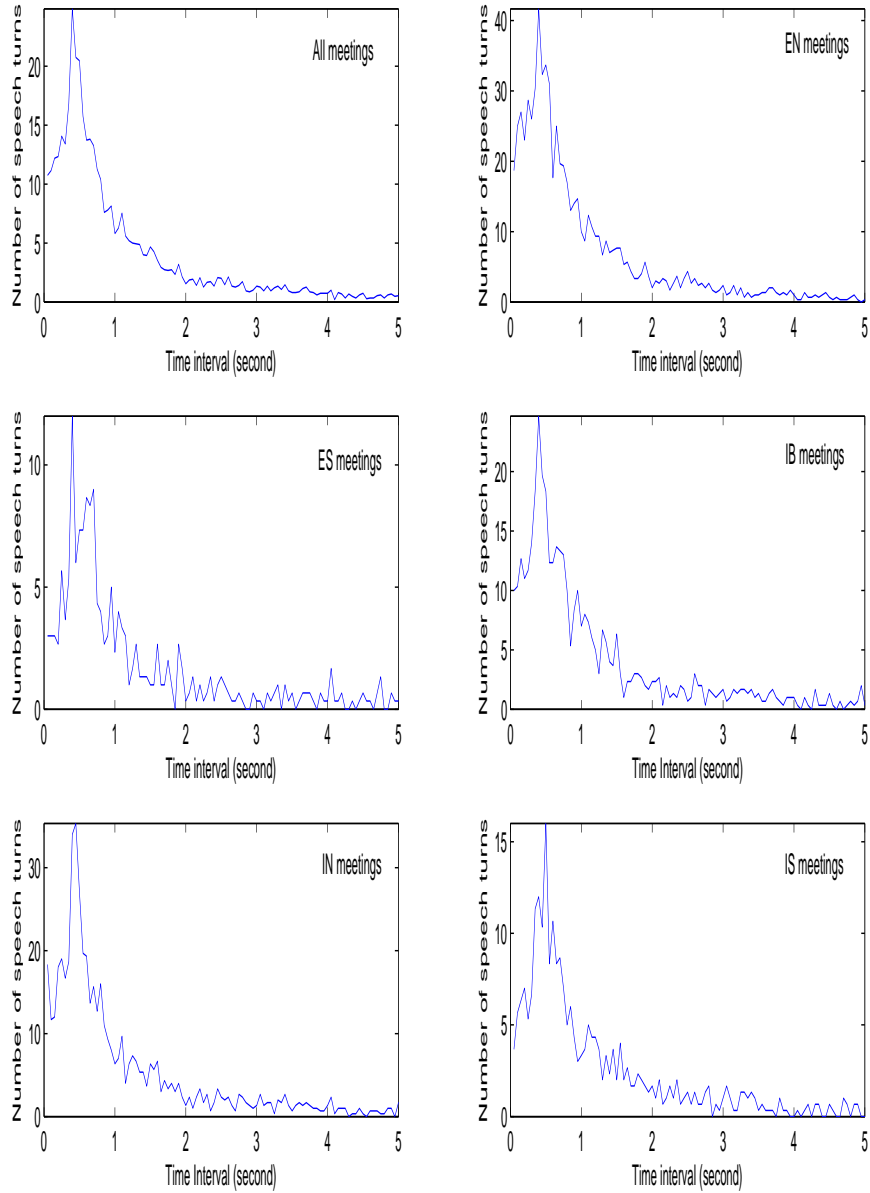 Number of speech turns
20
15
10
5
0
All meetings
0 1 2 3 4 5
Time interval (second)
Number of speech turns
40
30
20
10
0
EN meetings
0 1 2 3 4 5
Time interval (second)
Number of speech turns
10
5
0
ES meetings
0 1 2 3 4 5
Time interval (second)
Number of speech turns
20
15
10
5
0
IB meetings
0 1 2 3 4 5
Time Interval (second)
Number of speech turns
30
20
10
0
IN meetings
0 1 2 3 4 5
Time Interval (second)
Number of speech turns
15
10
5
0
IS meetings
0 1 2 3 4 5
Time Interval (second)